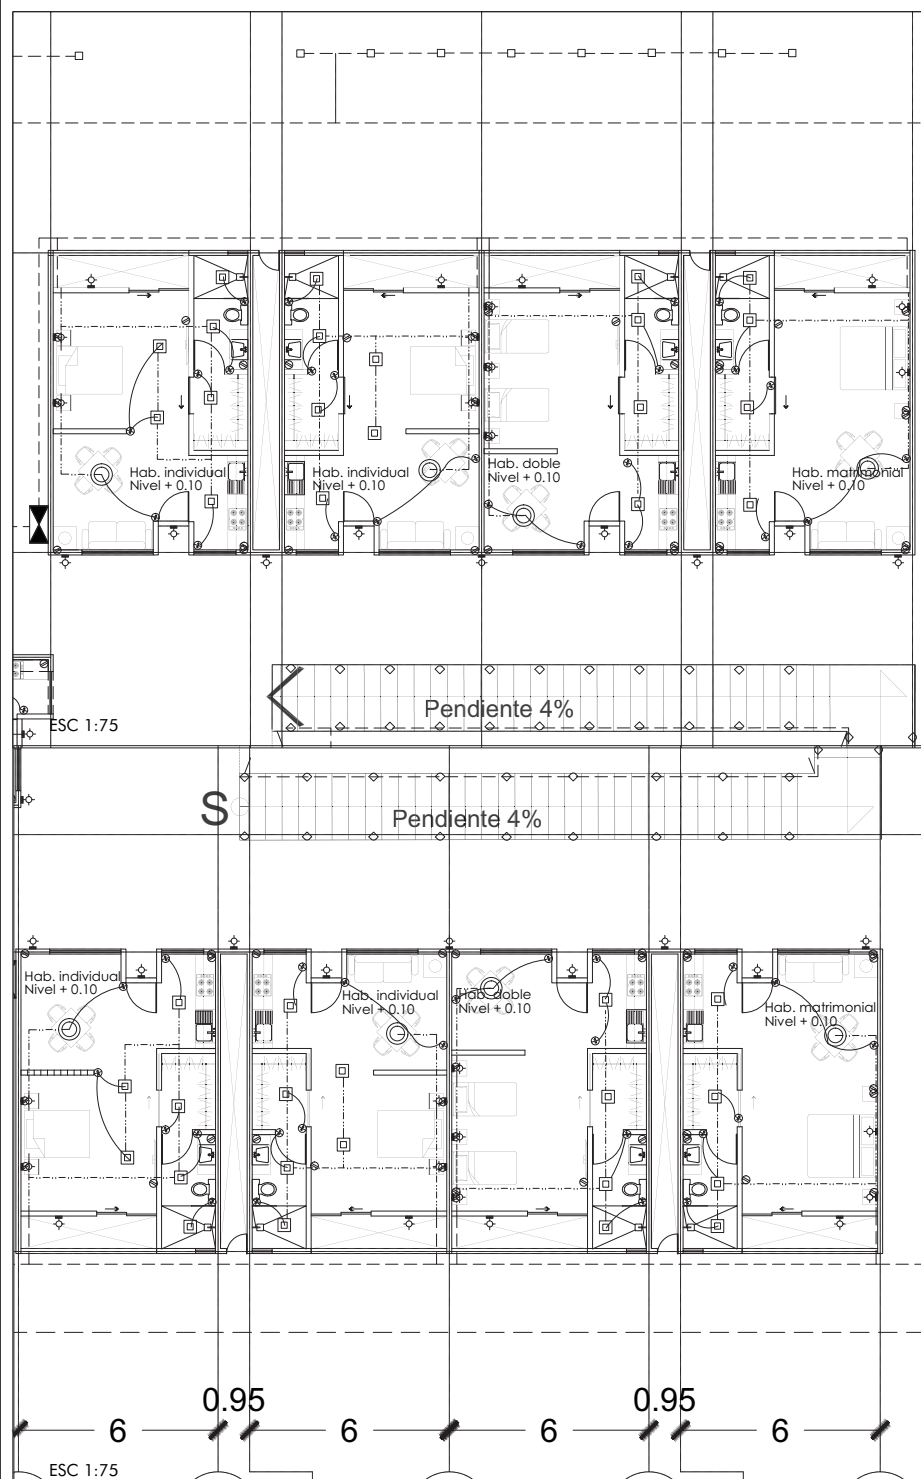 Hab. individual
Nivel + 0.10
Hab. individual
Nivel + 0.10
Hab. doble
Nivel + 0.10
Hab. matrimonial
Nivel + 0.10
Pendiente 4%
ESC 1:75
S
Pendiente 4%
Hab. individual
Nivel + 0.10
Hab. individual
Nivel + 0.10
Hab. doble
Nivel + 0.10
Hab. matrimonial
Nivel + 0.10
0.95
0.95
6
6
6
6
ESC 1:75